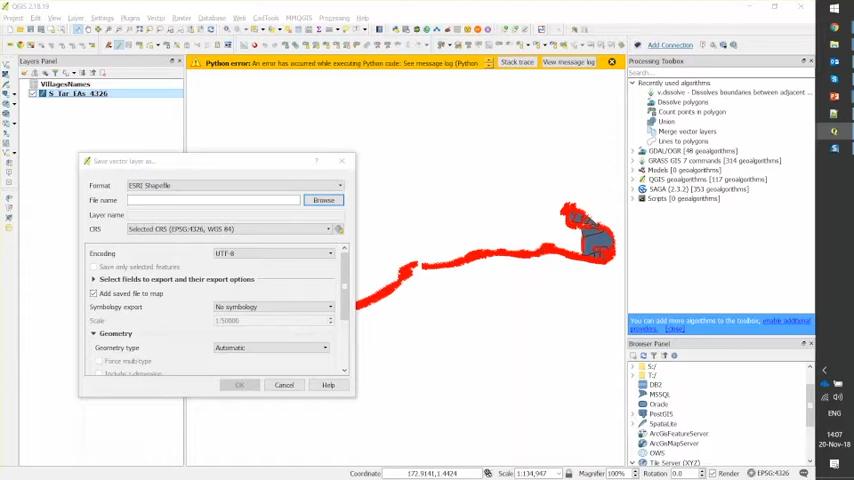 QGIS 2.18.19
Project Edit View Layer Settings Plugins Vector Raster Database Web CadTools MMQGIS Processing Help
Layers Panel
VillagesNames
S_Tar_EAs_4326
Python error: An error has occurred while executing Python code: See message log (Python
Stack trace
View message log
Add Connection
Processing Toolbox
Search...
Recently used algorithms
v.dissolve - Dissolves boundaries between adjacent ...
Dissolve polygons
Count points in polygon
Union
Merge vector layers
Lines to polygons
GDAL/OGR [48 geoalgorithms]
GRASS GIS 7 commands [314 geoalgorithms]
Models [0 geoalgorithms]
QGIS geoalgorithms [117 geoalgorithms]
SAGA (2.3.2) [353 geoalgorithms]
Scripts [0 geoalgorithms]
You can add more algorithms to the toolbox, enable additional
providers. [close]
Browser Panel
S:/
T:/
DB2
MSSQL
Oracle
PostGIS
SpatiaLite
ArcGisFeatureServer
ArcGisMapServer
OWS
Tile Server (XYZ)
Save vector layer as...
Format ESRI Shapefile
File name Browse
Layer name
CRS Selected CRS (EPSG:4326, WGS 84)
Encoding UTF-8
Save only selected features
Select fields to export and their export options
Add saved file to map
Symbology export No symbology
Scale 1:50000
Geometry
Geometry type Automatic
Force multi-type
Include z-dimension
OK Cancel Help
Coordinate 172.9141,1.4424 Scale 1:134,947 Magnifier 100% Rotation 0.0 Render EPSG:4326
ENG
14:07
20-Nov-18